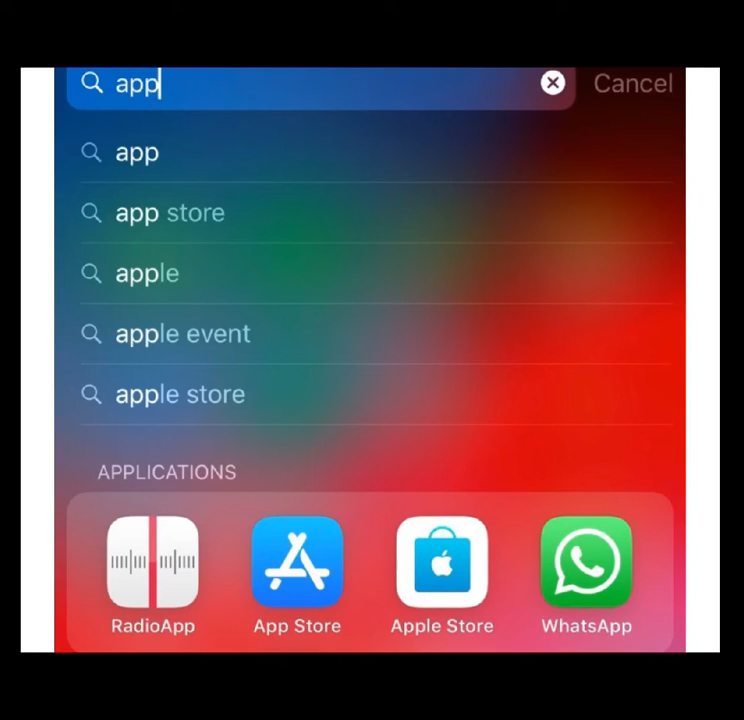 app Cancel
app
app store
apple
apple event
apple store
APPLICATIONS
RadioApp App Store Apple Store WhatsApp